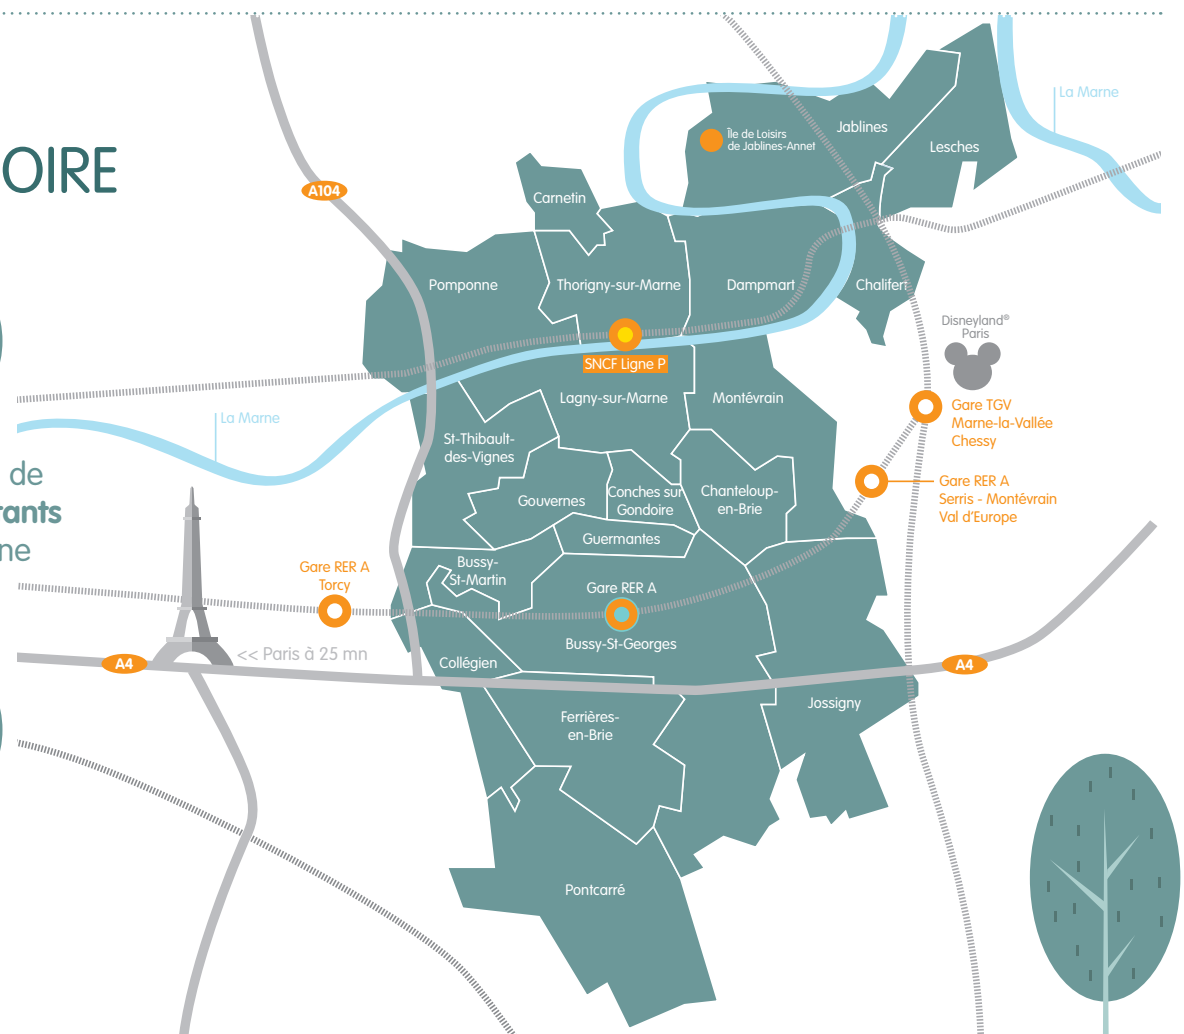 OIRE
de
rants
ne
A104
La Marne
Île de Loisirs
de Jablines-Annet
Jablines
Lesches
Carnetin
Pomponne
Thorigny-sur-Marne
Dampmart
Chalifert
Disneyland®
Paris
SNCF Ligne P
Lagny-sur-Marne
Montévrain
Gare TGV
Marne-la-Vallée
Chessy
La Marne
St-Thibault-
des-Vignes
Gouvernes
Conches sur
Gondoire
Chanteloup-
en-Brie
Gare RER A
Serris - Montévrain
Val d'Europe
Guermantes
Gare RER A
Torcy
Bussy-
St-Martin
Gare RER A
Bussy-St-Georges
A4
<< Paris à 25 mn
Collégien
A4
Jossigny
Ferrières-
en-Brie
Pontcarré